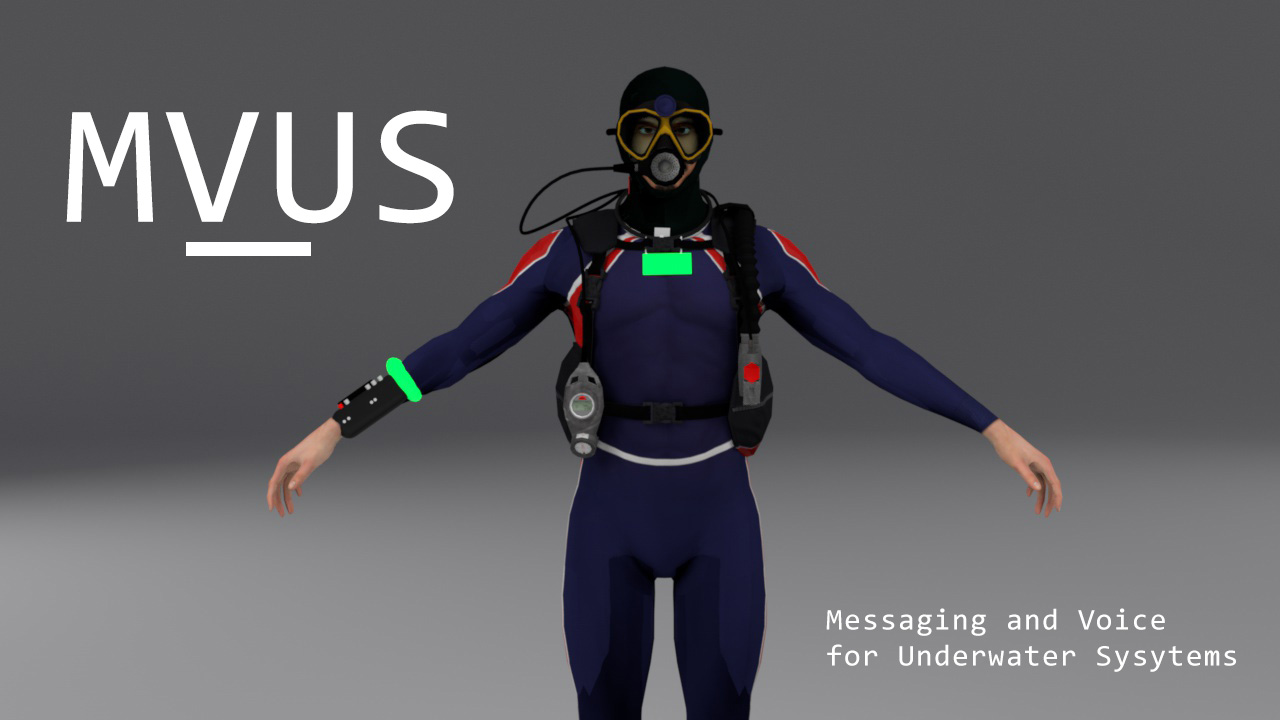 MVUS
Messaging and Voice
for Underwater Sysytems